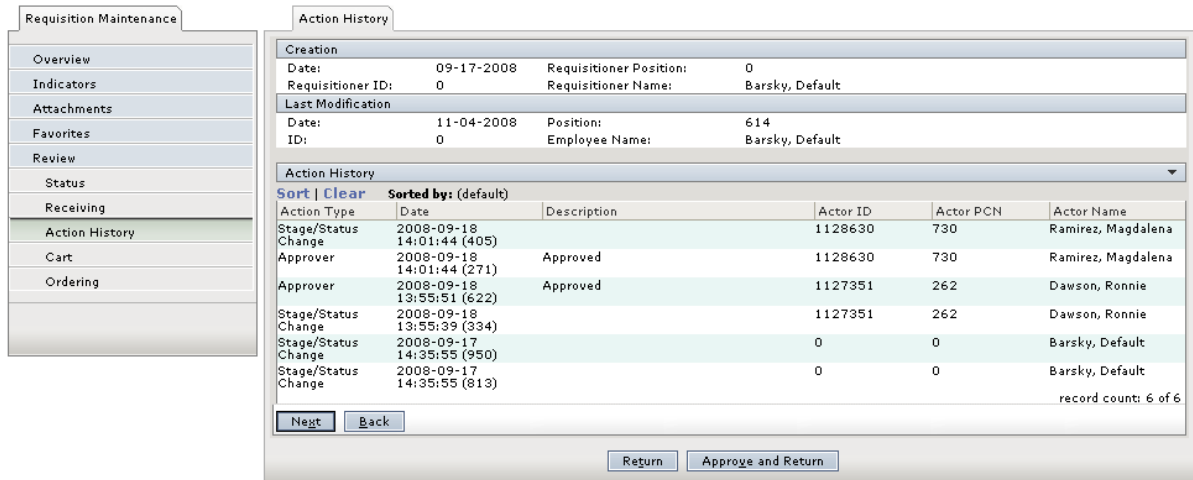 Requisition Maintenance
Overview
Indicators
Attachments
Favorites
Review
Status
Receiving
Action History
Cart
Ordering
Action History
Creation
Date: 09-17-2008 Requisitioner Position: 0
Requisitioner ID: 0 Requisitioner Name: Barsky, Default
Last Modification
Date: 11-04-2008 Position: 614
ID: 0 Employee Name: Barsky, Default
Action History
Sort | Clear Sorted by: (default)
Action Type Date Description Actor ID Actor PCN Actor Name
Stage/Status 2008-09-18 1128630 730 Ramirez, Magdalena
Change 14:01:44 (405)
Approver 2008-09-18 Approved 1128630 730 Ramirez, Magdalena
14:01:44 (271)
Approver 2008-09-18 Approved 1127351 262 Dawson, Ronnie
13:55:51 (622)
Stage/Status 2008-09-18 1127351 262 Dawson, Ronnie
Change 13:55:39 (334)
Stage/Status 2008-09-17 0 0 Barsky, Default
Change 14:35:55 (950)
Stage/Status 2008-09-17 0 0 Barsky, Default
Change 14:35:55 (813)
record count: 6 of 6
Next Back
Return Approve and Return